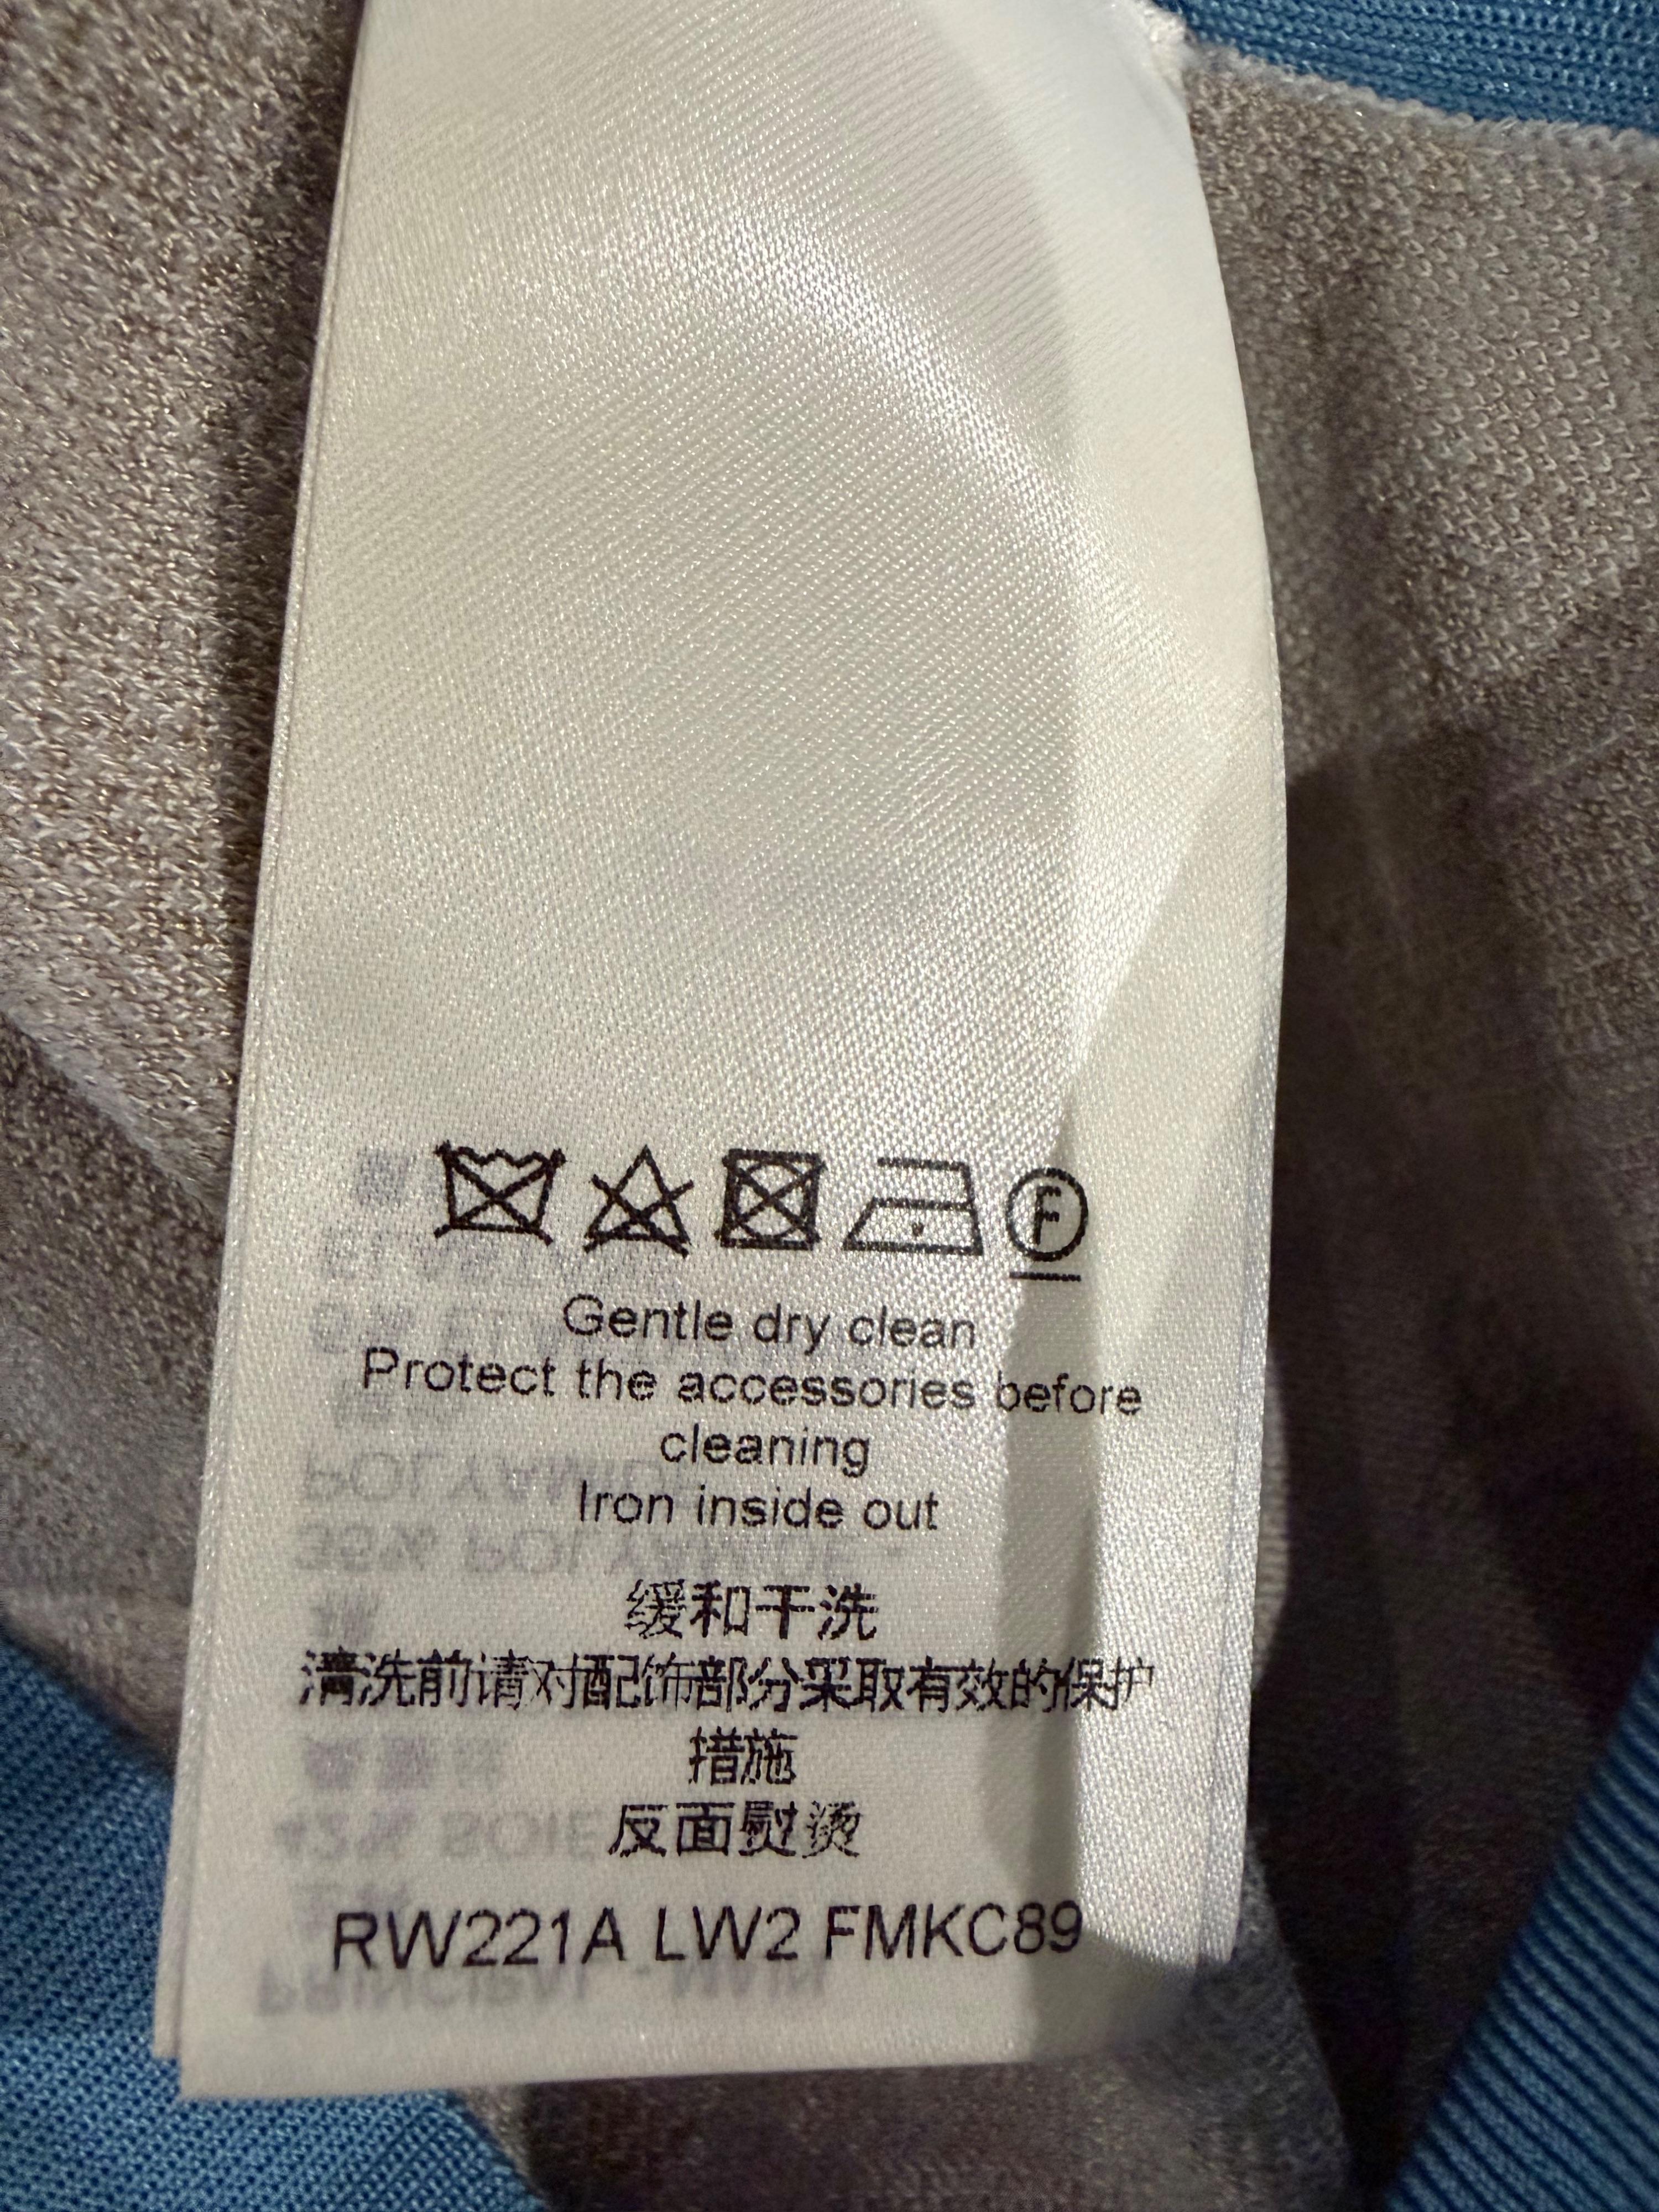 F
Gentle dry clean
Protect the accessories before
cleaning
Iron inside out
缓和干洗
清洗前请对配饰部分采取有效的保护
措施
反面熨烫
RW221A LW2 FMKC89